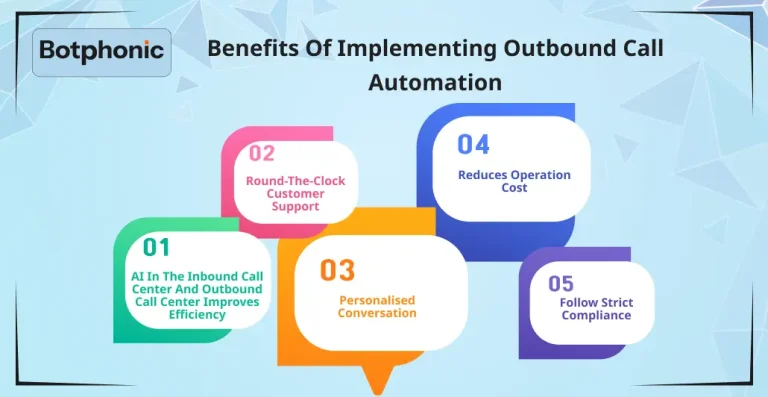 Botphonic
Benefits Of Implementing Outbound Call
Automation
01
AI In The Inbound Call
Center And Outbound
Call Center Improves
Efficiency
02
Round-The-Clock
Customer
Support
03
Personalised
Conversation
04
Reduces Operation
Cost
05
Follow Strict
Compliance